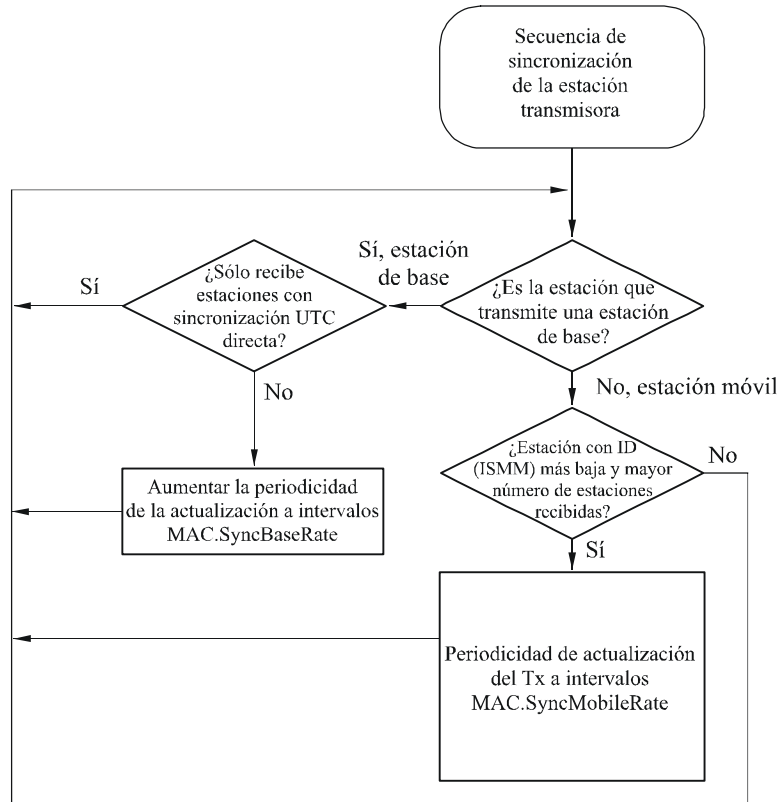 Secuencia de
sincronización
de la estación
transmisora
Sí, estación
de base
¿Sólo recibe
estaciones con
sincronización UTC
directa?
Sí
¿Es la estación que
transmite una estación
de base?
No
No, estación móvil
¿Estación con ID
(ISMM) más baja y mayor
número de estaciones
recibidas?
No
Aumentar la periodicidad
de la actualización a intervalos
MAC.SyncBaseRate
Sí
Periodicidad de actualización
del Tx a intervalos
MAC.SyncMobileRate